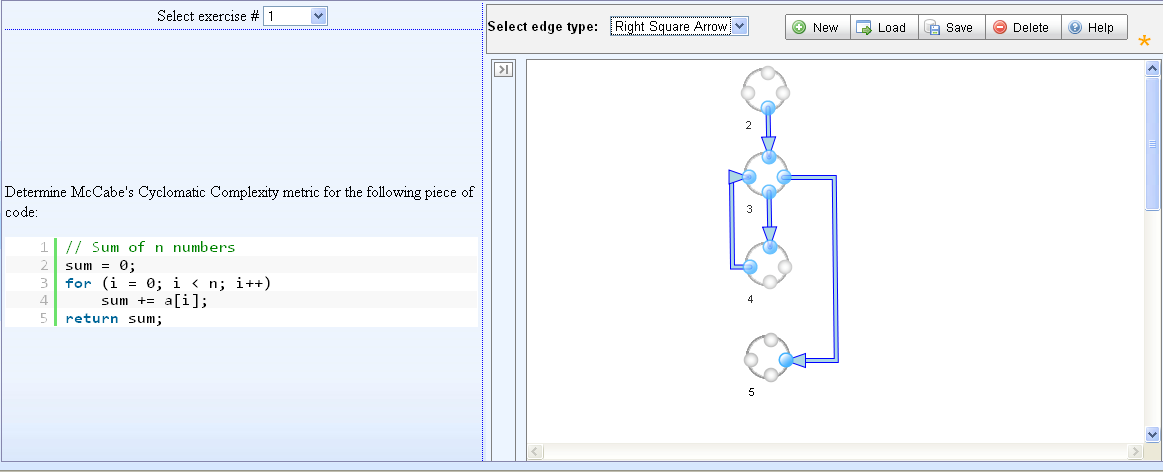 Select exercise # 1
Determine McCabe's Cyclomatic Complexity metric for the following piece of
code:
1 // Sum of n numbers
2 sum = 0;
3 for (i = 0; i < n; i++)
4 sum += a[i];
5 return sum;
Select edge type: Right Square Arrow
New Load Save Delete Help
*
2
3
4
5